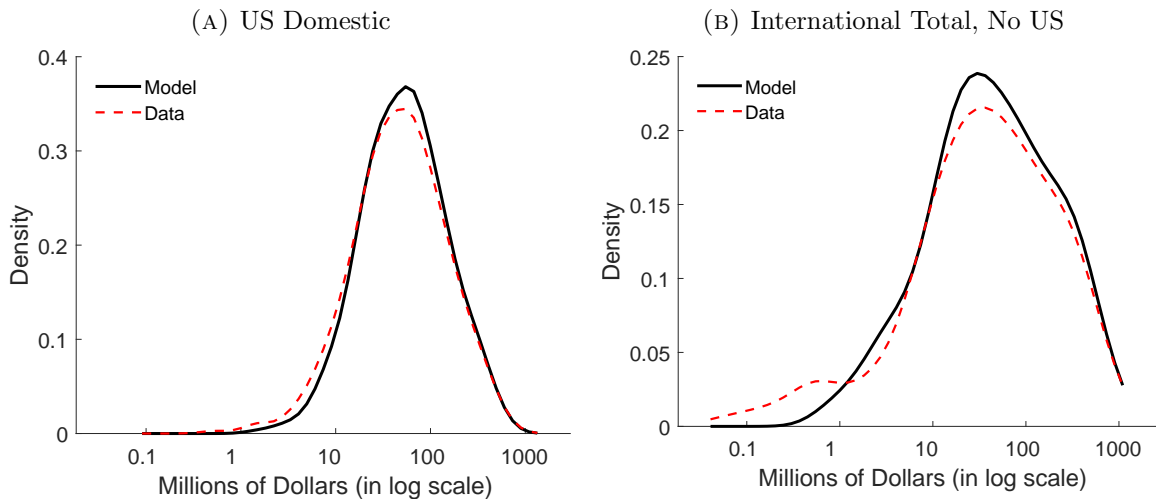 (A) US Domestic
0.4
0.3
0.2
0.1
0
Density
Model
Data
0.1
1
10
100
1000
Millions of Dollars (in log scale)
(B) International Total, No US
0.25
0.2
0.15
0.1
0.05
0
Density
Model
Data
0.1
1
10
100
1000
Millions of Dollars (in log scale)